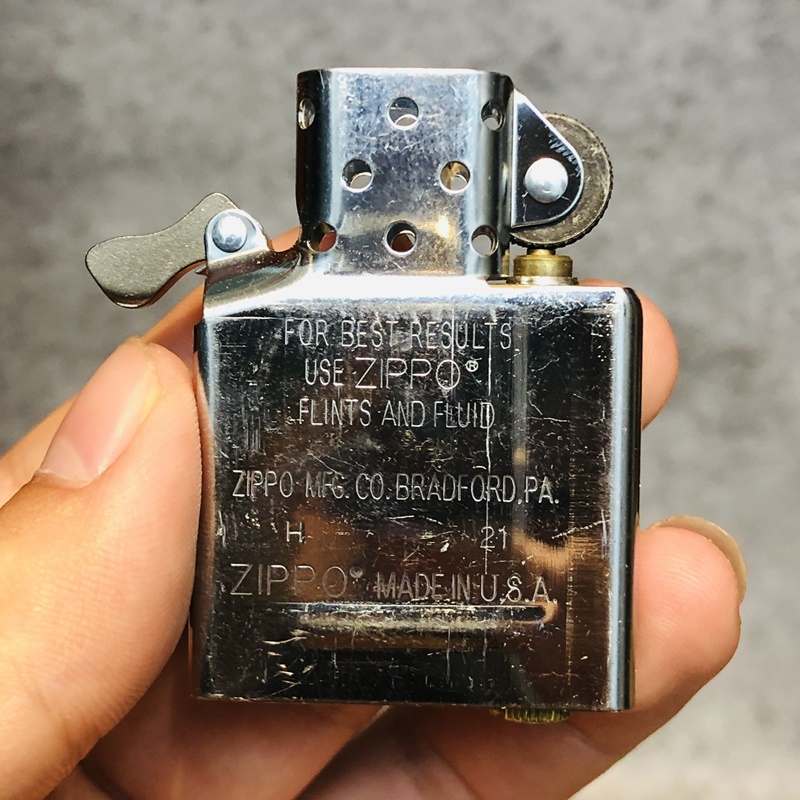 FOR BEST RESULTS
USE ZIPPO®
FLINTS AND FLUID
ZIPPO MFG. CO. BRADFORD, PA.
H 21
ZIPPO® MADE IN U.S.A.